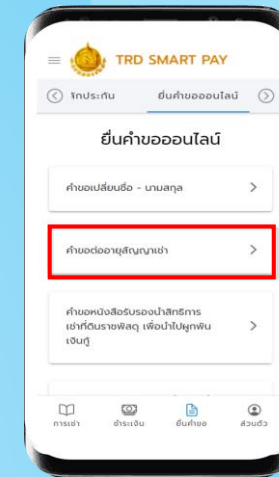 TRD SMART PAY
รักประกัน ยื่นคำขอออนไลน์
ยื่นคำขอออนไลน์
คำขอเปลี่ยนชื่อ - นามสกุล
คำขอต่ออายุสัญญาเช่า
คำขอหนังสือรับรองนำสิทธิการ
เช่าที่ดินราชพัสดุ เพื่อนำไปผูกพัน
เงินกู้
การเช่า ชำระเงิน ยื่นคำขอ ส่วนตัว